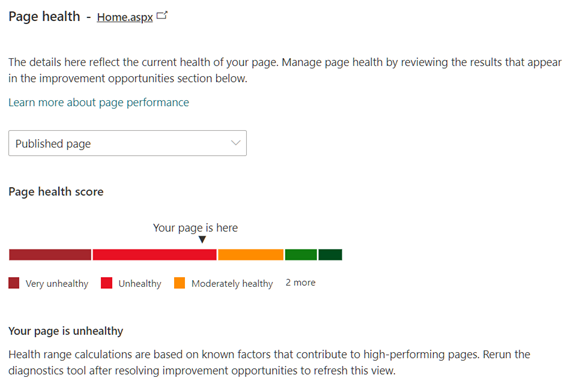 Page health - Home.aspx
The details here reflect the current health of your page. Manage page health by reviewing the results that appear
in the improvement opportunities section below.
Learn more about page performance
Published page
Page health score
Your page is here
Very unhealthy Unhealthy Moderately healthy 2 more
Your page is unhealthy
Health range calculations are based on known factors that contribute to high-performing pages. Rerun the
diagnostics tool after resolving improvement opportunities to refresh this view.